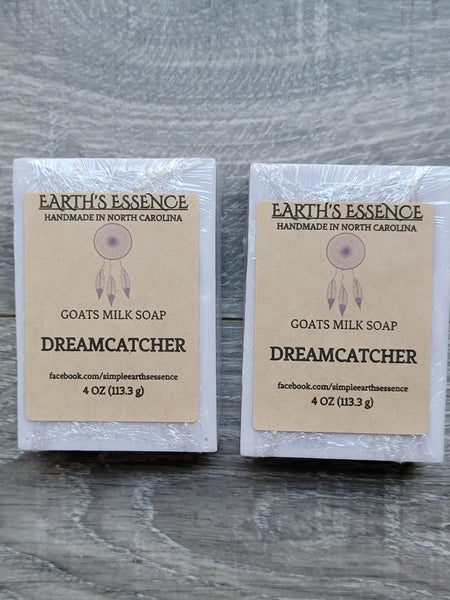 EARTH'S ESSENCE
HANDMADE IN NORTH CAROLINA
GOATS MILK SOAP
DREAMCATCHER
facebook.com/simpleearthsessence
4 OZ (113.3 g)
EARTH'S ESSENCE
HANDMADE IN NORTH CAROLINA
GOATS MILK SOAP
DREAMCATCHER
facebook.com/simpleearthsessence
4 OZ (113.3 g)